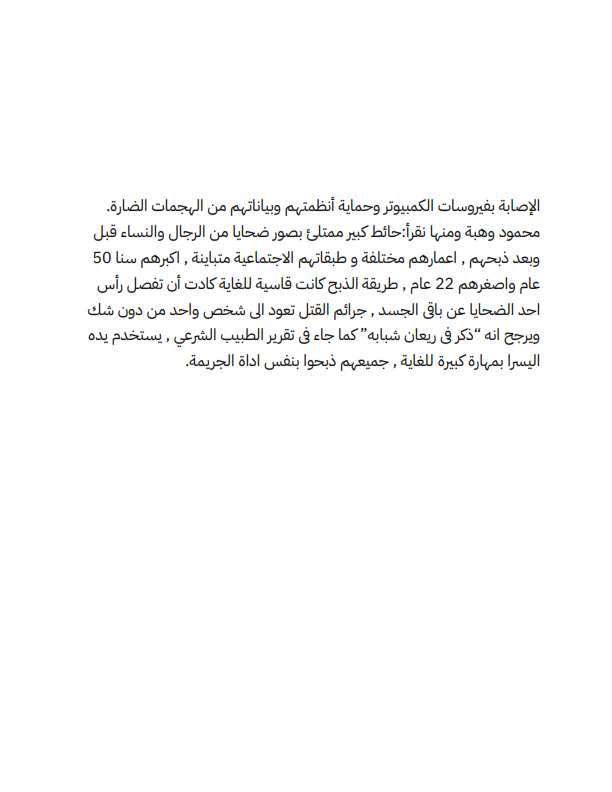 الإصابة بفيروسات الكمبيوتر وحماية أنظمتهم وبياناتهم من الهجمات الضارة.
محمود وهبة ومنها نقرأ:حائط كبير ممتلئ بصور ضحايا من الرجال والنساء قبل
وبعد ذبحهم , اعمارهم مختلفة و طبقاتهم الاجتماعية متباينة , اكبرهم سنا 50
عام واصغرهم 22 عام , طريقة الذبح كانت قاسية للغاية كادت أن تفصل رأس
احد الضحايا عن باقى الجسد , جرائم القتل تعود الى شخص واحد من دون شك
ويرجح انه “ذكر فى ريعان شبابه” كما جاء فى تقرير الطبيب الشرعي , يستخدم يده
اليسرا بمهارة كبيرة للغاية , جميعهم ذبحوا بنفس اداة الجريمة.